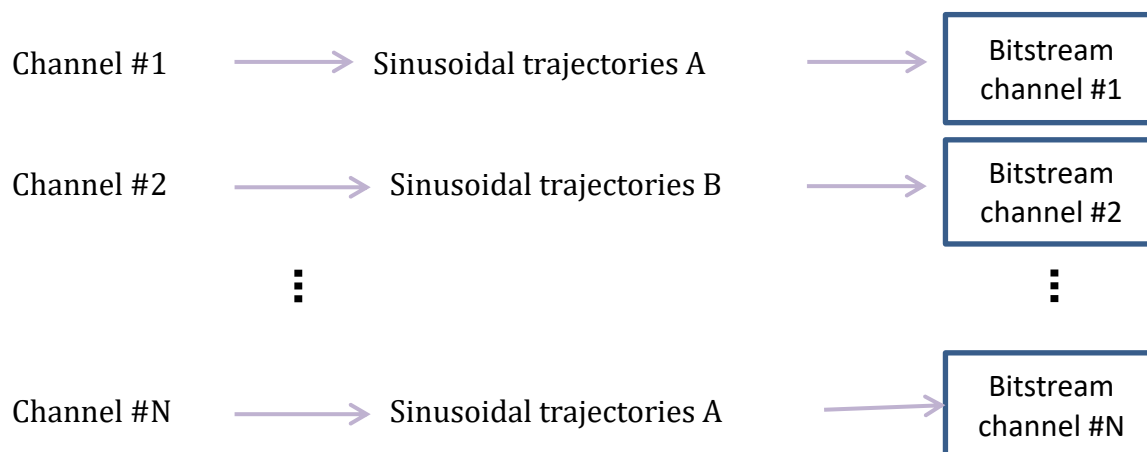 Channel #1
Sinusoidal trajectories A
Bitstream
channel #1
Channel #2
Sinusoidal trajectories B
Bitstream
channel #2
Channel #N
Sinusoidal trajectories A
Bitstream
channel #N